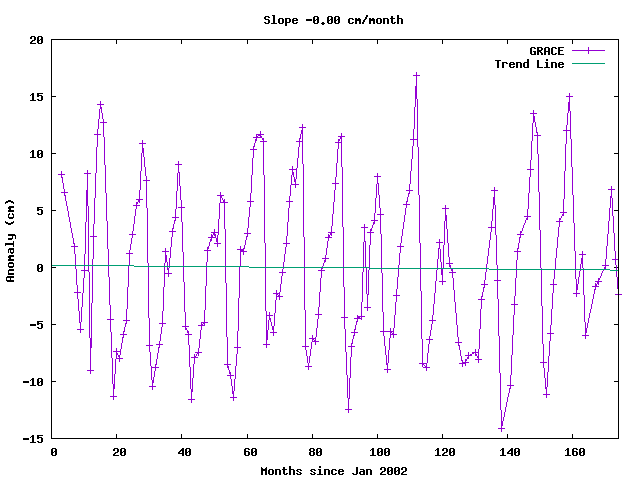 Slope -0.00 cm/month
GRACE
Trend Line
20
15
10
5
0
-5
-10
-15
Anomaly (cm)
0 20 40 60 80 100 120 140 160
Months since Jan 2002